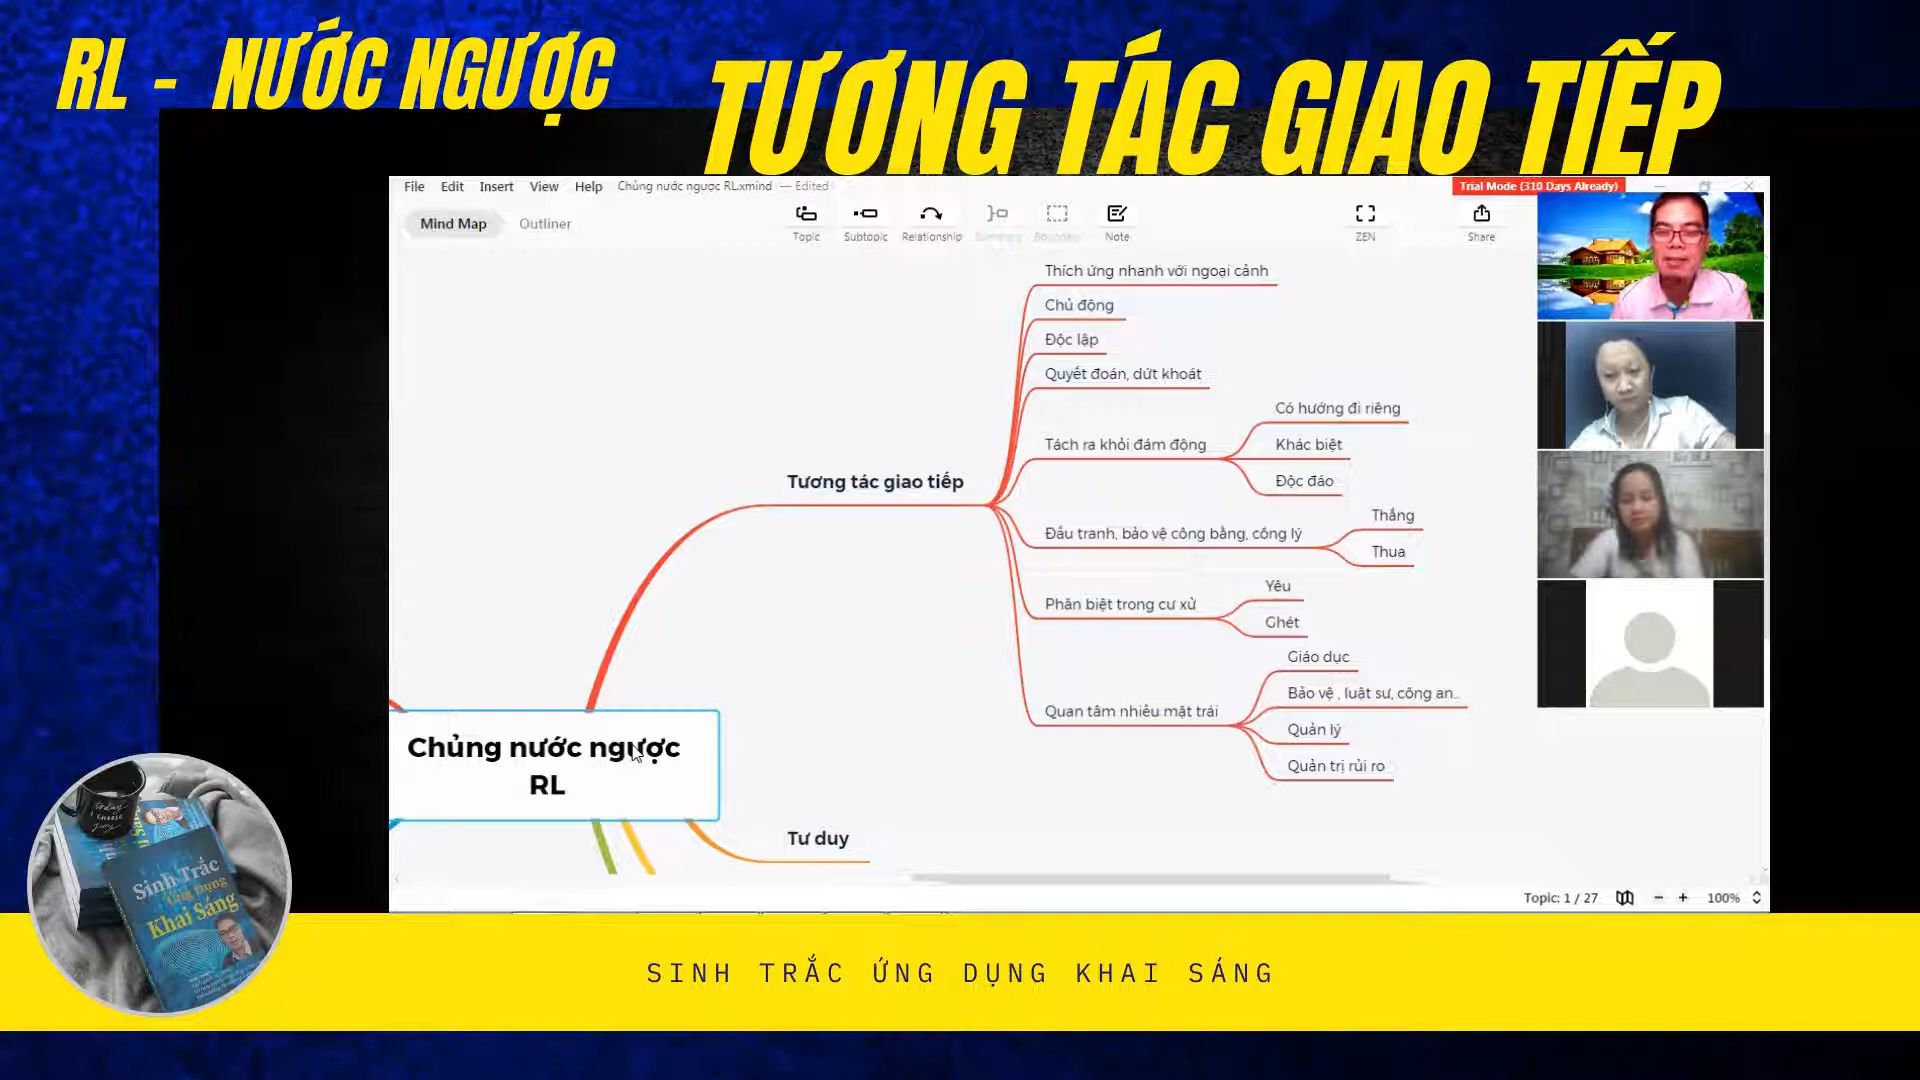 RL - NƯỚC NGƯỢC
TƯƠNG TÁC GIAO TIẾP
File Edit Insert View Help Chủng nước ngược RL.xmind — Edited
Trial Mode (310 Days Already)
Mind Map Outliner
Topic Subtopic Relationship Summary Boundary Note ZEN Share
Thích ứng nhanh với ngoại cảnh
Chủ động
Độc lập
Quyết đoán, dứt khoát
Tách ra khỏi đám động
Có hướng đi riêng
Khác biệt
Độc đáo
Tương tác giao tiếp
Đấu tranh, bảo vệ công bằng, công lý
Thắng
Thua
Phân biệt trong cư xử
Yêu
Ghét
Quan tâm nhiều mặt trái
Giáo dục
Bảo vệ , luật sư, công an...
Quản lý
Quản trị rủi ro
Chủng nước ngược
RL
Tư duy
Topic: 1 / 27 100%
today
I CHOOSE
joy
Sinh Trắc
Ứng Dụng
Khai Sáng
SINH TRẮC ỨNG DỤNG KHAI SÁNG